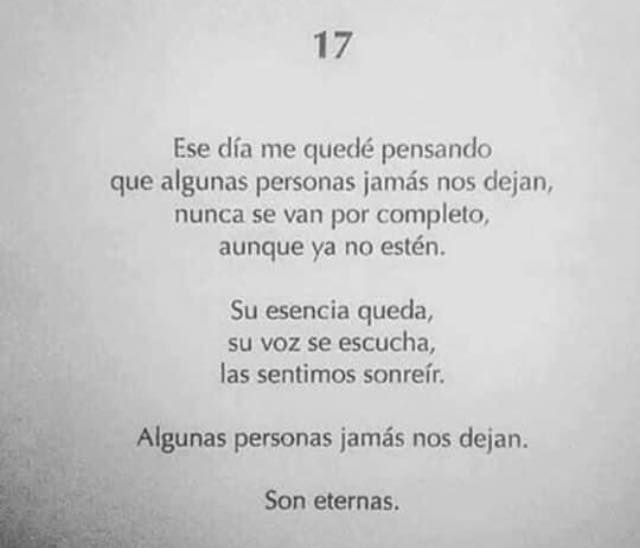 17
Ese día me quedé pensando
que algunas personas jamás nos dejan,
nunca se van por completo,
aunque ya no estén.
Su esencia queda,
su voz se escucha,
las sentimos sonreír.
Algunas personas jamás nos dejan.
Son eternas.